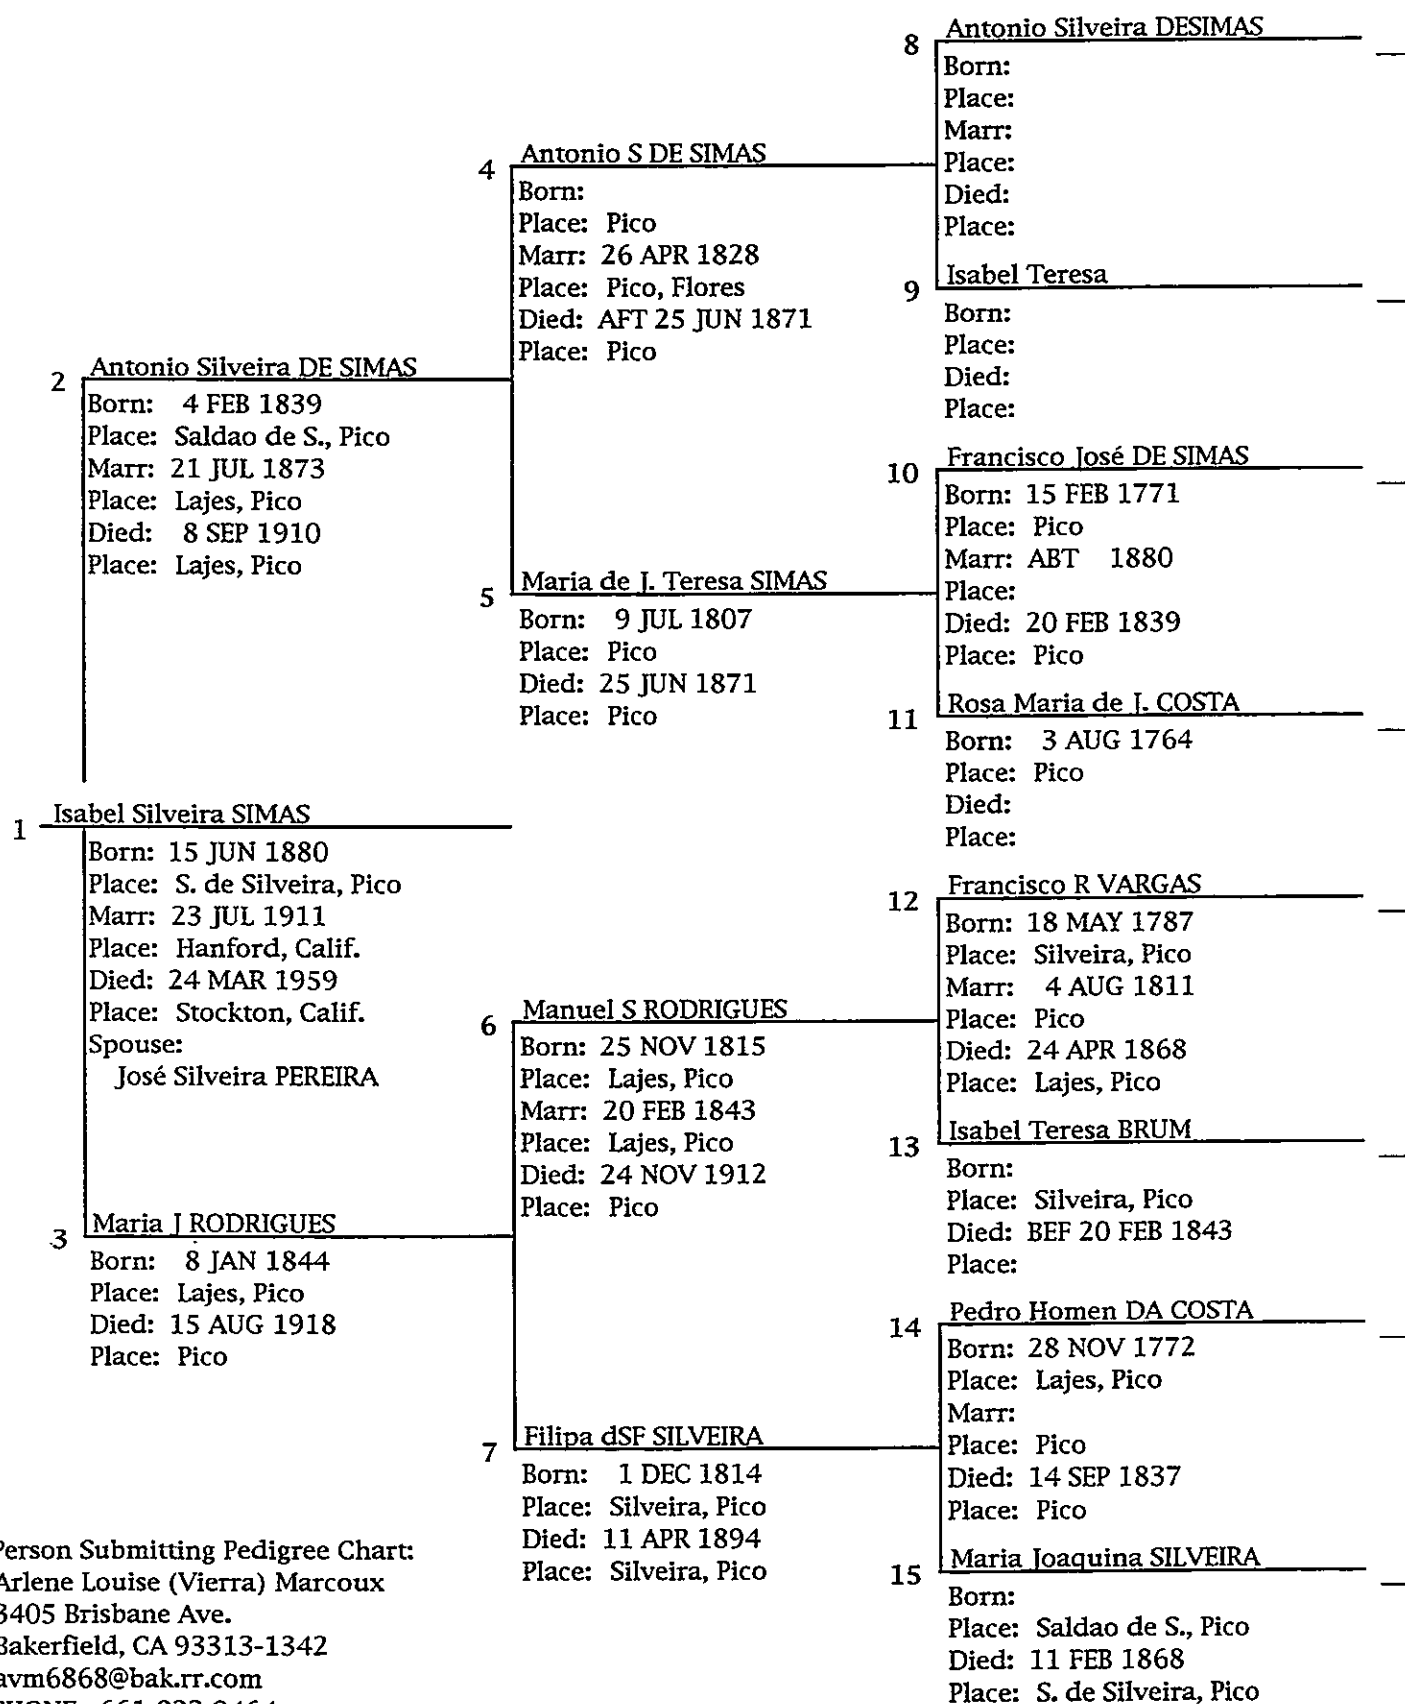 8 Antonio Silveira DESIMAS
Born:
Place:
Marr:
Place:
Died:
Place:
4 Antonio S DE SIMAS
Born:
Place: Pico
Marr: 26 APR 1828
Place: Pico, Flores
Died: AFT 25 JUN 1871
Place: Pico
9 Isabel Teresa
Born:
Place:
Died:
Place:
2 Antonio Silveira DE SIMAS
Born: 4 FEB 1839
Place: Saldao de S., Pico
Marr: 21 JUL 1873
Place: Lajes, Pico
Died: 8 SEP 1910
Place: Lajes, Pico
10 Francisco José DE SIMAS
Born: 15 FEB 1771
Place: Pico
Marr: ABT 1880
Place:
Died: 20 FEB 1839
Place: Pico
5 Maria de J. Teresa SIMAS
Born: 9 JUL 1807
Place: Pico
Died: 25 JUN 1871
Place: Pico
11 Rosa Maria de J. COSTA
Born: 3 AUG 1764
Place: Pico
Died:
Place:
1 Isabel Silveira SIMAS
Born: 15 JUN 1880
Place: S. de Silveira, Pico
Marr: 23 JUL 1911
Place: Hanford, Calif.
Died: 24 MAR 1959
Place: Stockton, Calif.
Spouse:
José Silveira PEREIRA
12 Francisco R VARGAS
Born: 18 MAY 1787
Place: Silveira, Pico
Marr: 4 AUG 1811
Place: Pico
Died: 24 APR 1868
Place: Lajes, Pico
6 Manuel S RODRIGUES
Born: 25 NOV 1815
Place: Lajes, Pico
Marr: 20 FEB 1843
Place: Lajes, Pico
Died: 24 NOV 1912
Place: Pico
13 Isabel Teresa BRUM
Born:
Place: Silveira, Pico
Died: BEF 20 FEB 1843
Place:
3 Maria J RODRIGUES
Born: 8 JAN 1844
Place: Lajes, Pico
Died: 15 AUG 1918
Place: Pico
14 Pedro Homen DA COSTA
Born: 28 NOV 1772
Place: Lajes, Pico
Marr:
Place: Pico
Died: 14 SEP 1837
Place: Pico
7 Filipa dSF SILVEIRA
Born: 1 DEC 1814
Place: Silveira, Pico
Died: 11 APR 1894
Place: Silveira, Pico
15 Maria Joaquina SILVEIRA
Born:
Place: Saldao de S., Pico
Died: 11 FEB 1868
Place: S. de Silveira, Pico
Person Submitting Pedigree Chart:
Arlene Louise (Vierra) Marcoux
3405 Brisbane Ave.
Bakerfield, CA 93313-1342
avm6868@bak.rr.com